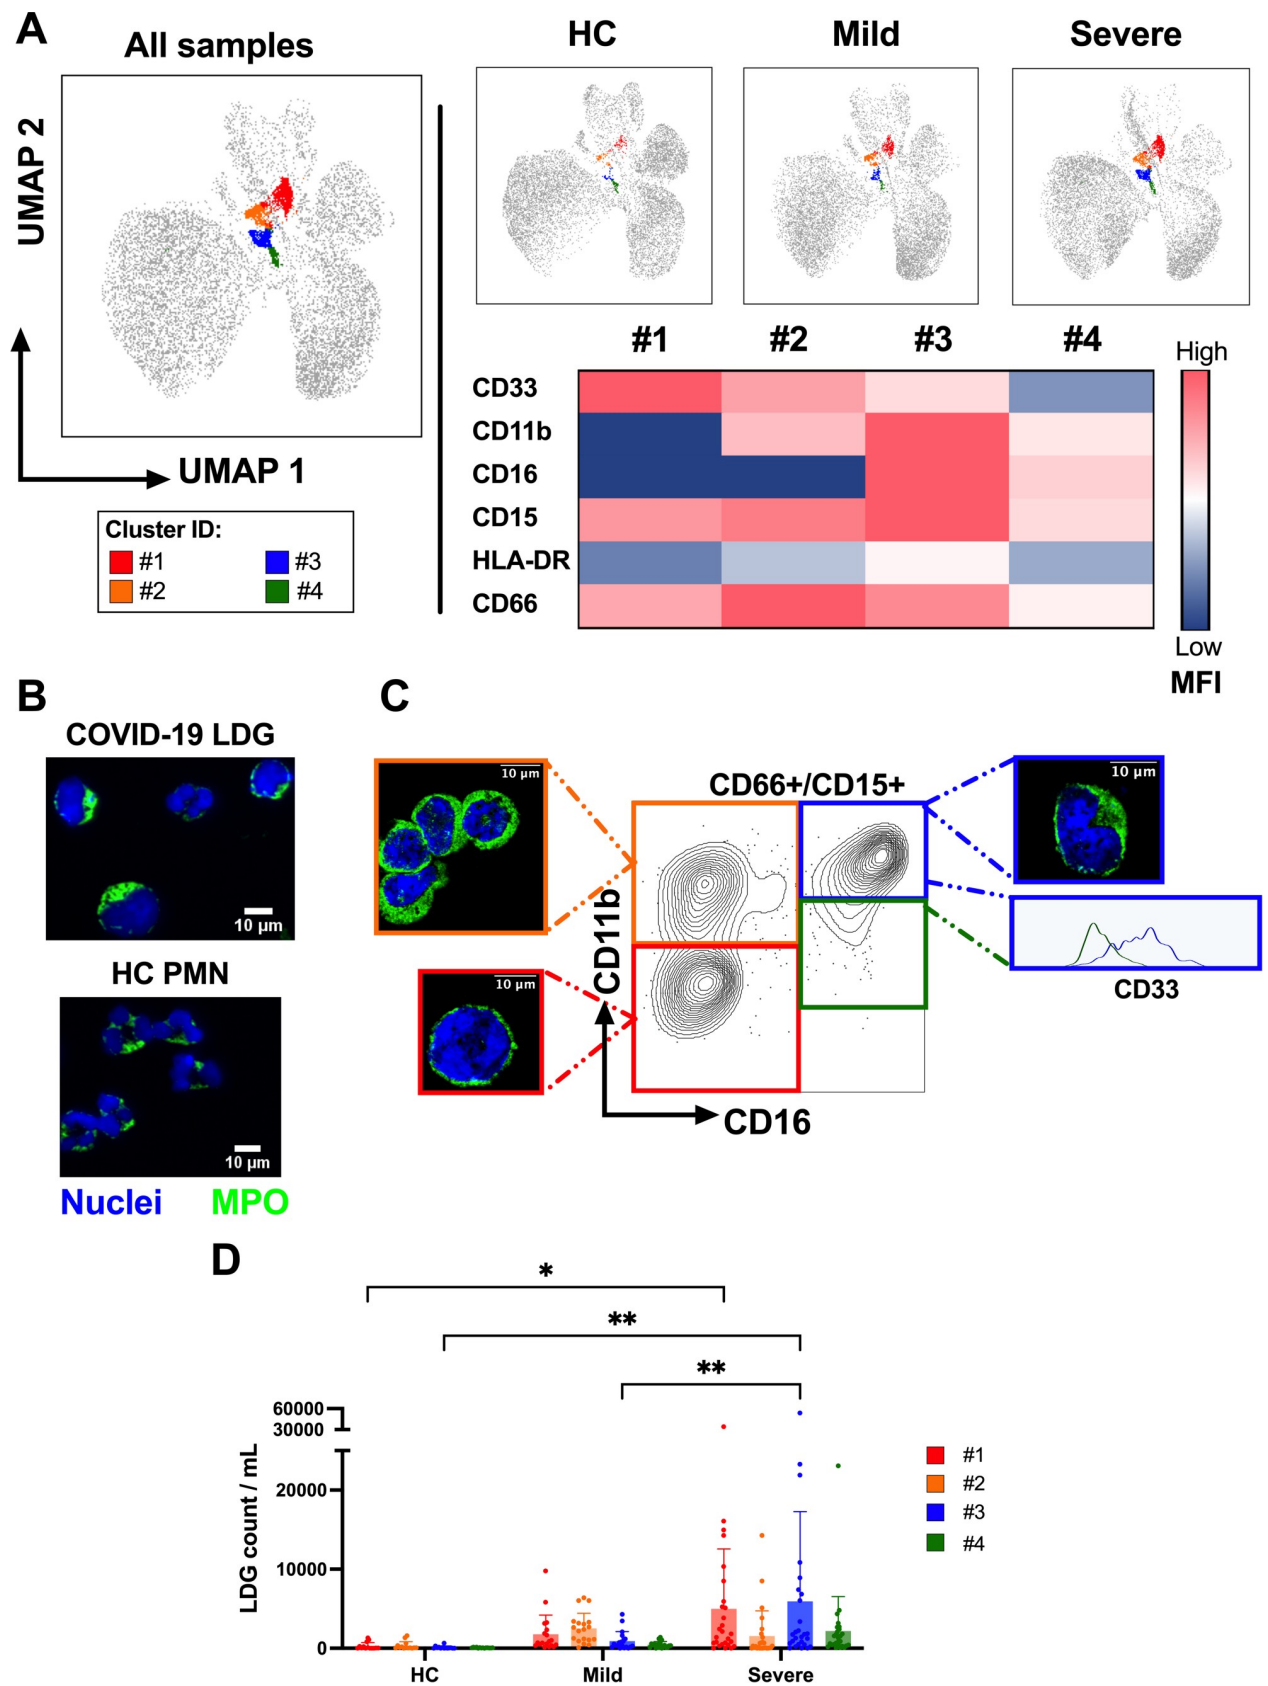 A
All samples
HC
Mild
Severe
UMAP 2
UMAP 1
Cluster ID:
#1
#3
#2
#4
#1
#2
#3
#4
High
CD33
CD11b
CD16
CD15
HLA-DR
CD66
Low
MFI
B
COVID-19 LDG
10 µm
HC PMN
10 µm
Nuclei
MPO
C
10 µm
CD66+/CD15+
10 µm
CD11b
10 µm
CD33
CD16
D
*
**
**
60000
30000
20000
10000
0
LDG count / mL
HC
Mild
Severe
#1
#2
#3
#4